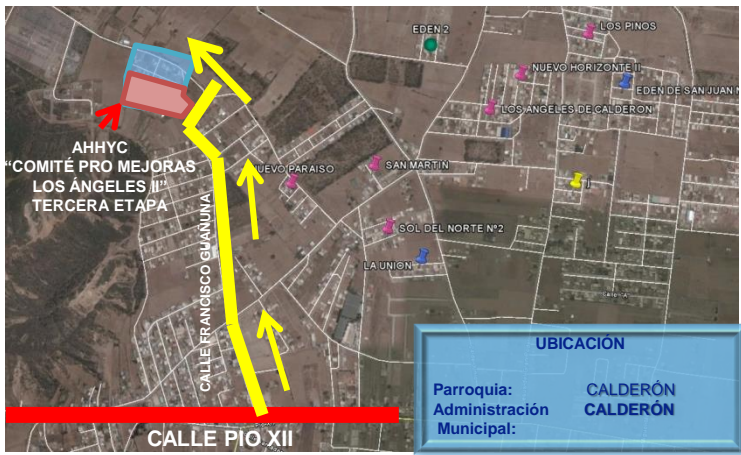 LOS PINOS
EDEN 2
NUEVO HORIZONTE II
EDEN DE SAN JUAN N
LOS ANGELES DE CALDERON
AHHYC
“COMITÉ PRO MEJORAS
LOS ÁNGELES II”
TERCERA ETAPA
NUEVO PARAISO
SAN MARTIN
SOL DEL NORTE Nº2
LA UNION
CALLE FRANCISCO GUAÑUNA
CALLE PIO XII
UBICACIÓN
Parroquia: CALDERÓN
Administración CALDERÓN
Municipal: